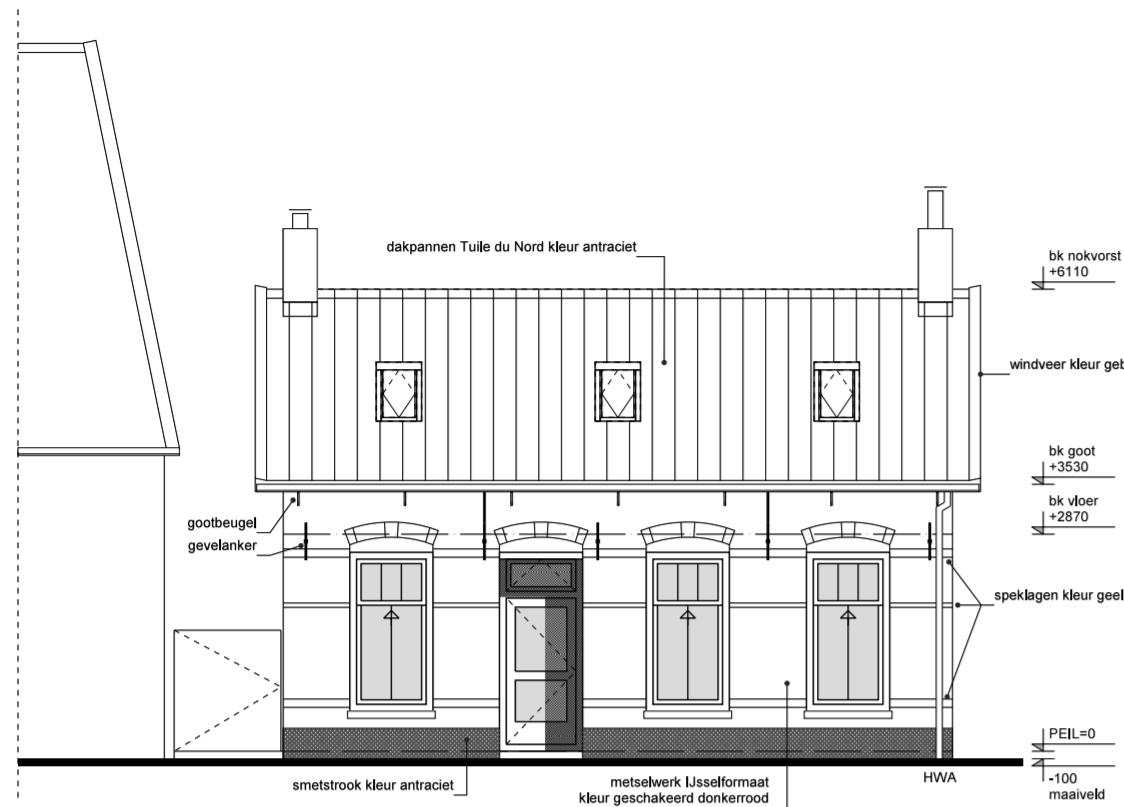 dakpannen Tuile du Nord kleur antraciet
bk nokvorst
+6110
windveer kleur geb
bk goot
+3530
bk vloer
+2870
gootbeugel
gevelanker
speklagen kleur geel
PEIL=0
smetstrook kleur antraciet
metselwerk IJsselformaat
kleur geschakeerd donkerrood
HWA
-100
maaiveld